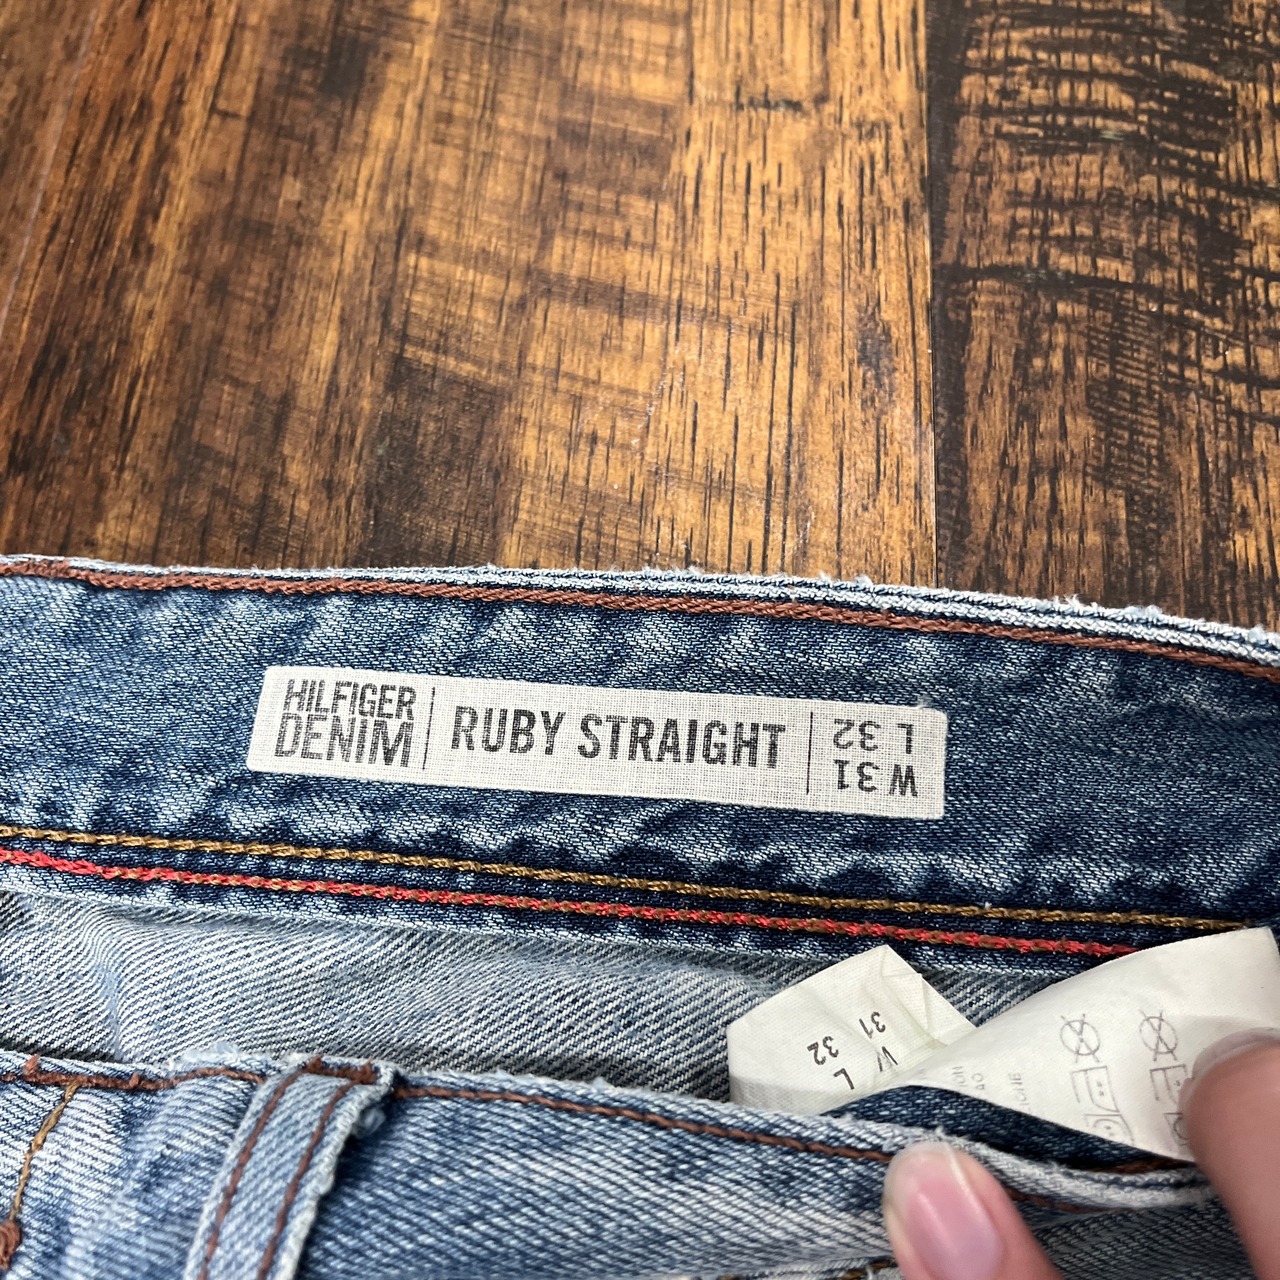 HILFIGER
DENIM
RUBY STRAIGHT
W 31
L 32
W 31
L 32